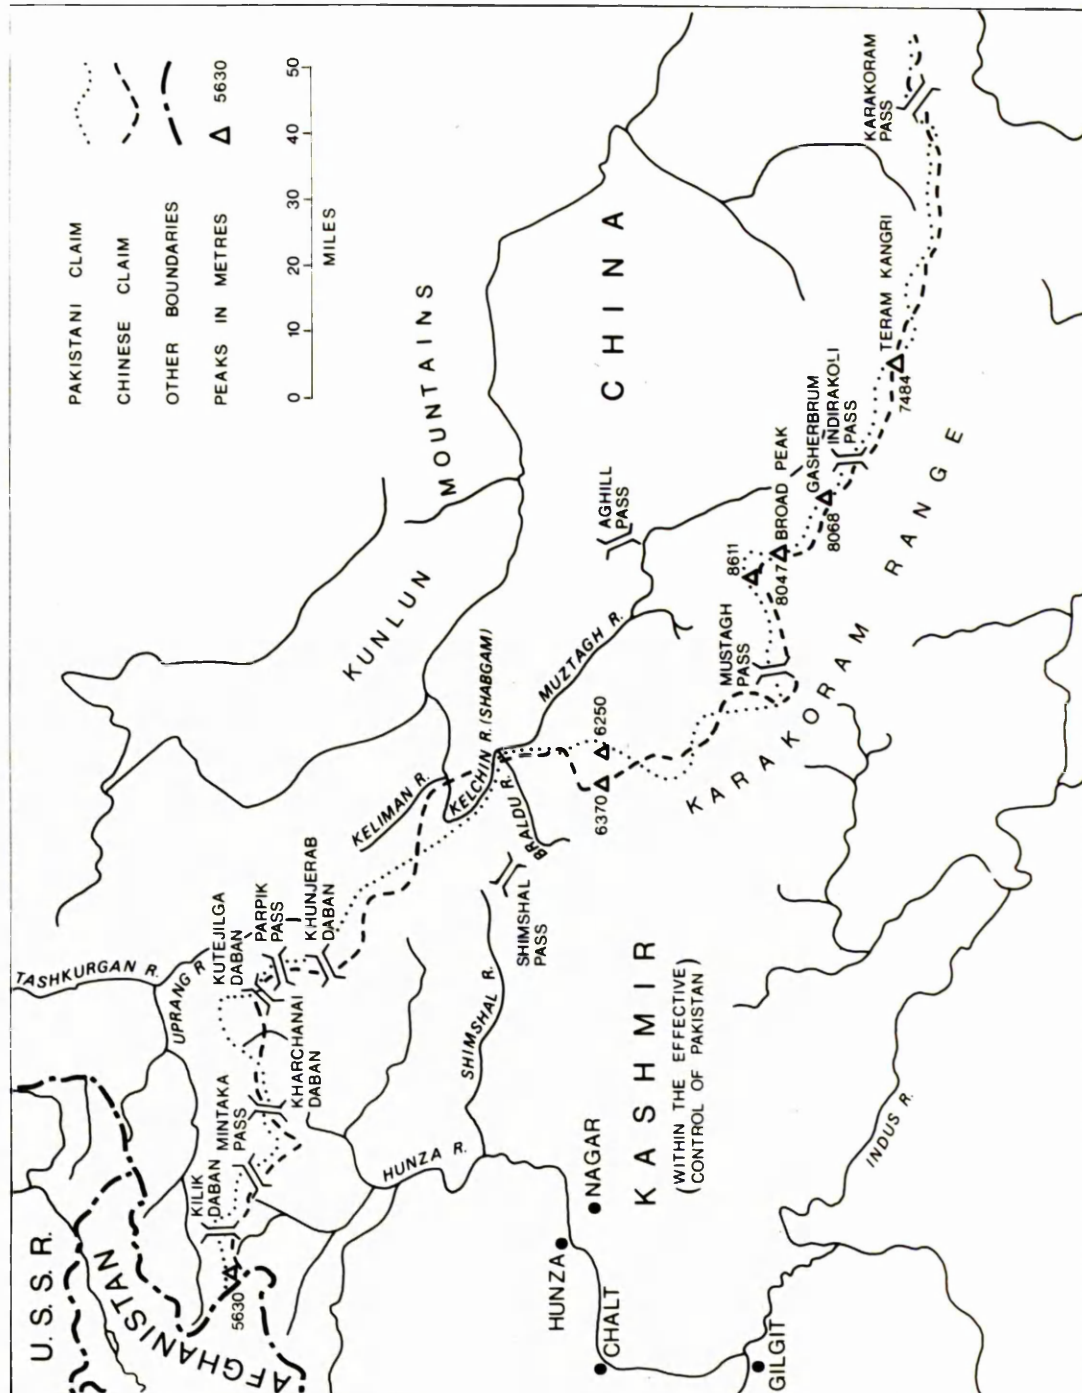 PAKISTANI CLAIM
CHINESE CLAIM
OTHER BOUNDARIES
PEAKS IN METRES
5630
0
10
20
30
40
50
MILES
U.S.S.R.
AFGHANISTAN
5630
KILIK
DABAN
MINTAKA
PASS
KHARCHANAI
DABAN
TASHKURGAN R.
UPRANG R
KUTEJILGA
DABAN
PARPIK
PASS
KHUNJERAB
DABAN
KELIMAN R.
KELCHIN R. (SHABGAM)
KUNLUN
MOUNTAINS
CHINA
AGHILL
PASS
MUZTAGH R.
BRALDU R.
6370
6250
SHIMSHAL
PASS
SHIMSHAL R.
HUNZA R.
MUSTAGH
PASS
8611
8047
BROAD PEAK
8068
GASHERBRUM
INDIRAKOLI
PASS
7484
TERAM KANGRI
KARAKORAM
PASS
KARAKORAM RANGE
KASHMIR
(WITHIN THE EFFECTIVE
CONTROL OF PAKISTAN)
HUNZA
NAGAR
CHALT
GILGIT
INDUS R.